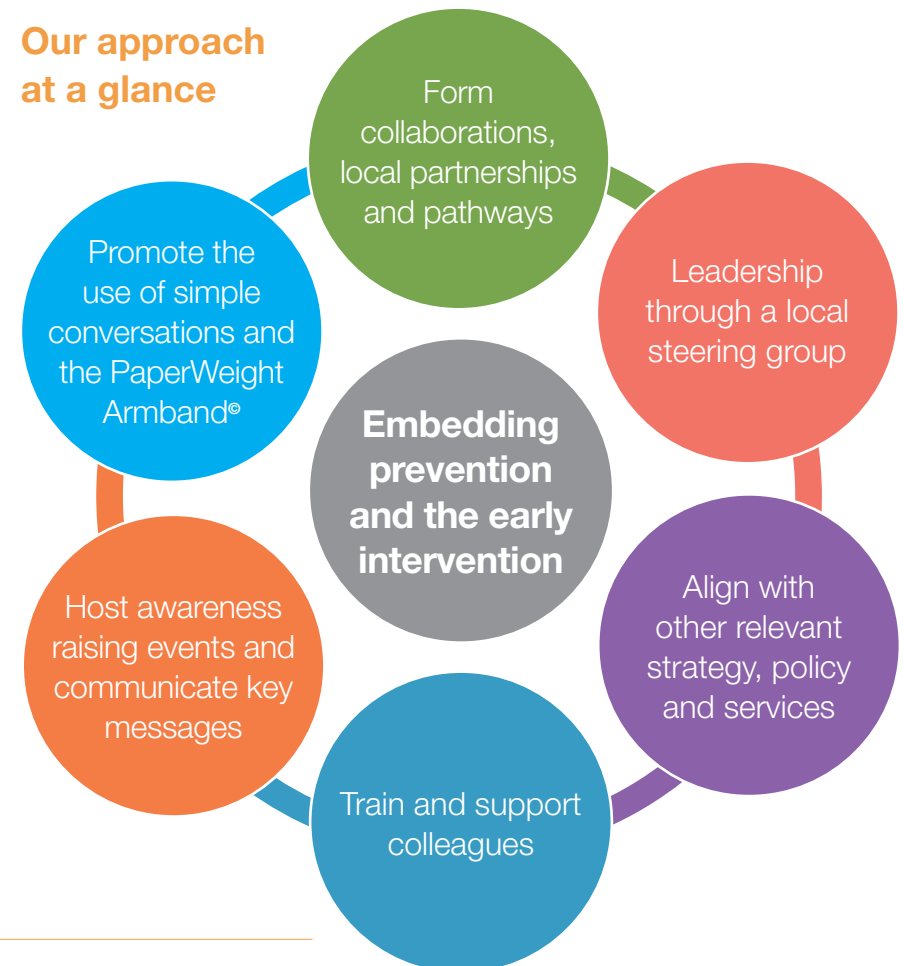 Our approach
at a glance
Form
collaborations,
local partnerships
and pathways
Leadership
through a local
steering group
Align with
other relevant
strategy, policy
and services
Train and support
colleagues
Host awareness
raising events and
communicate key
messages
Promote the
use of simple
conversations and
the PaperWeight
Armband©
Embedding
prevention
and the early
intervention